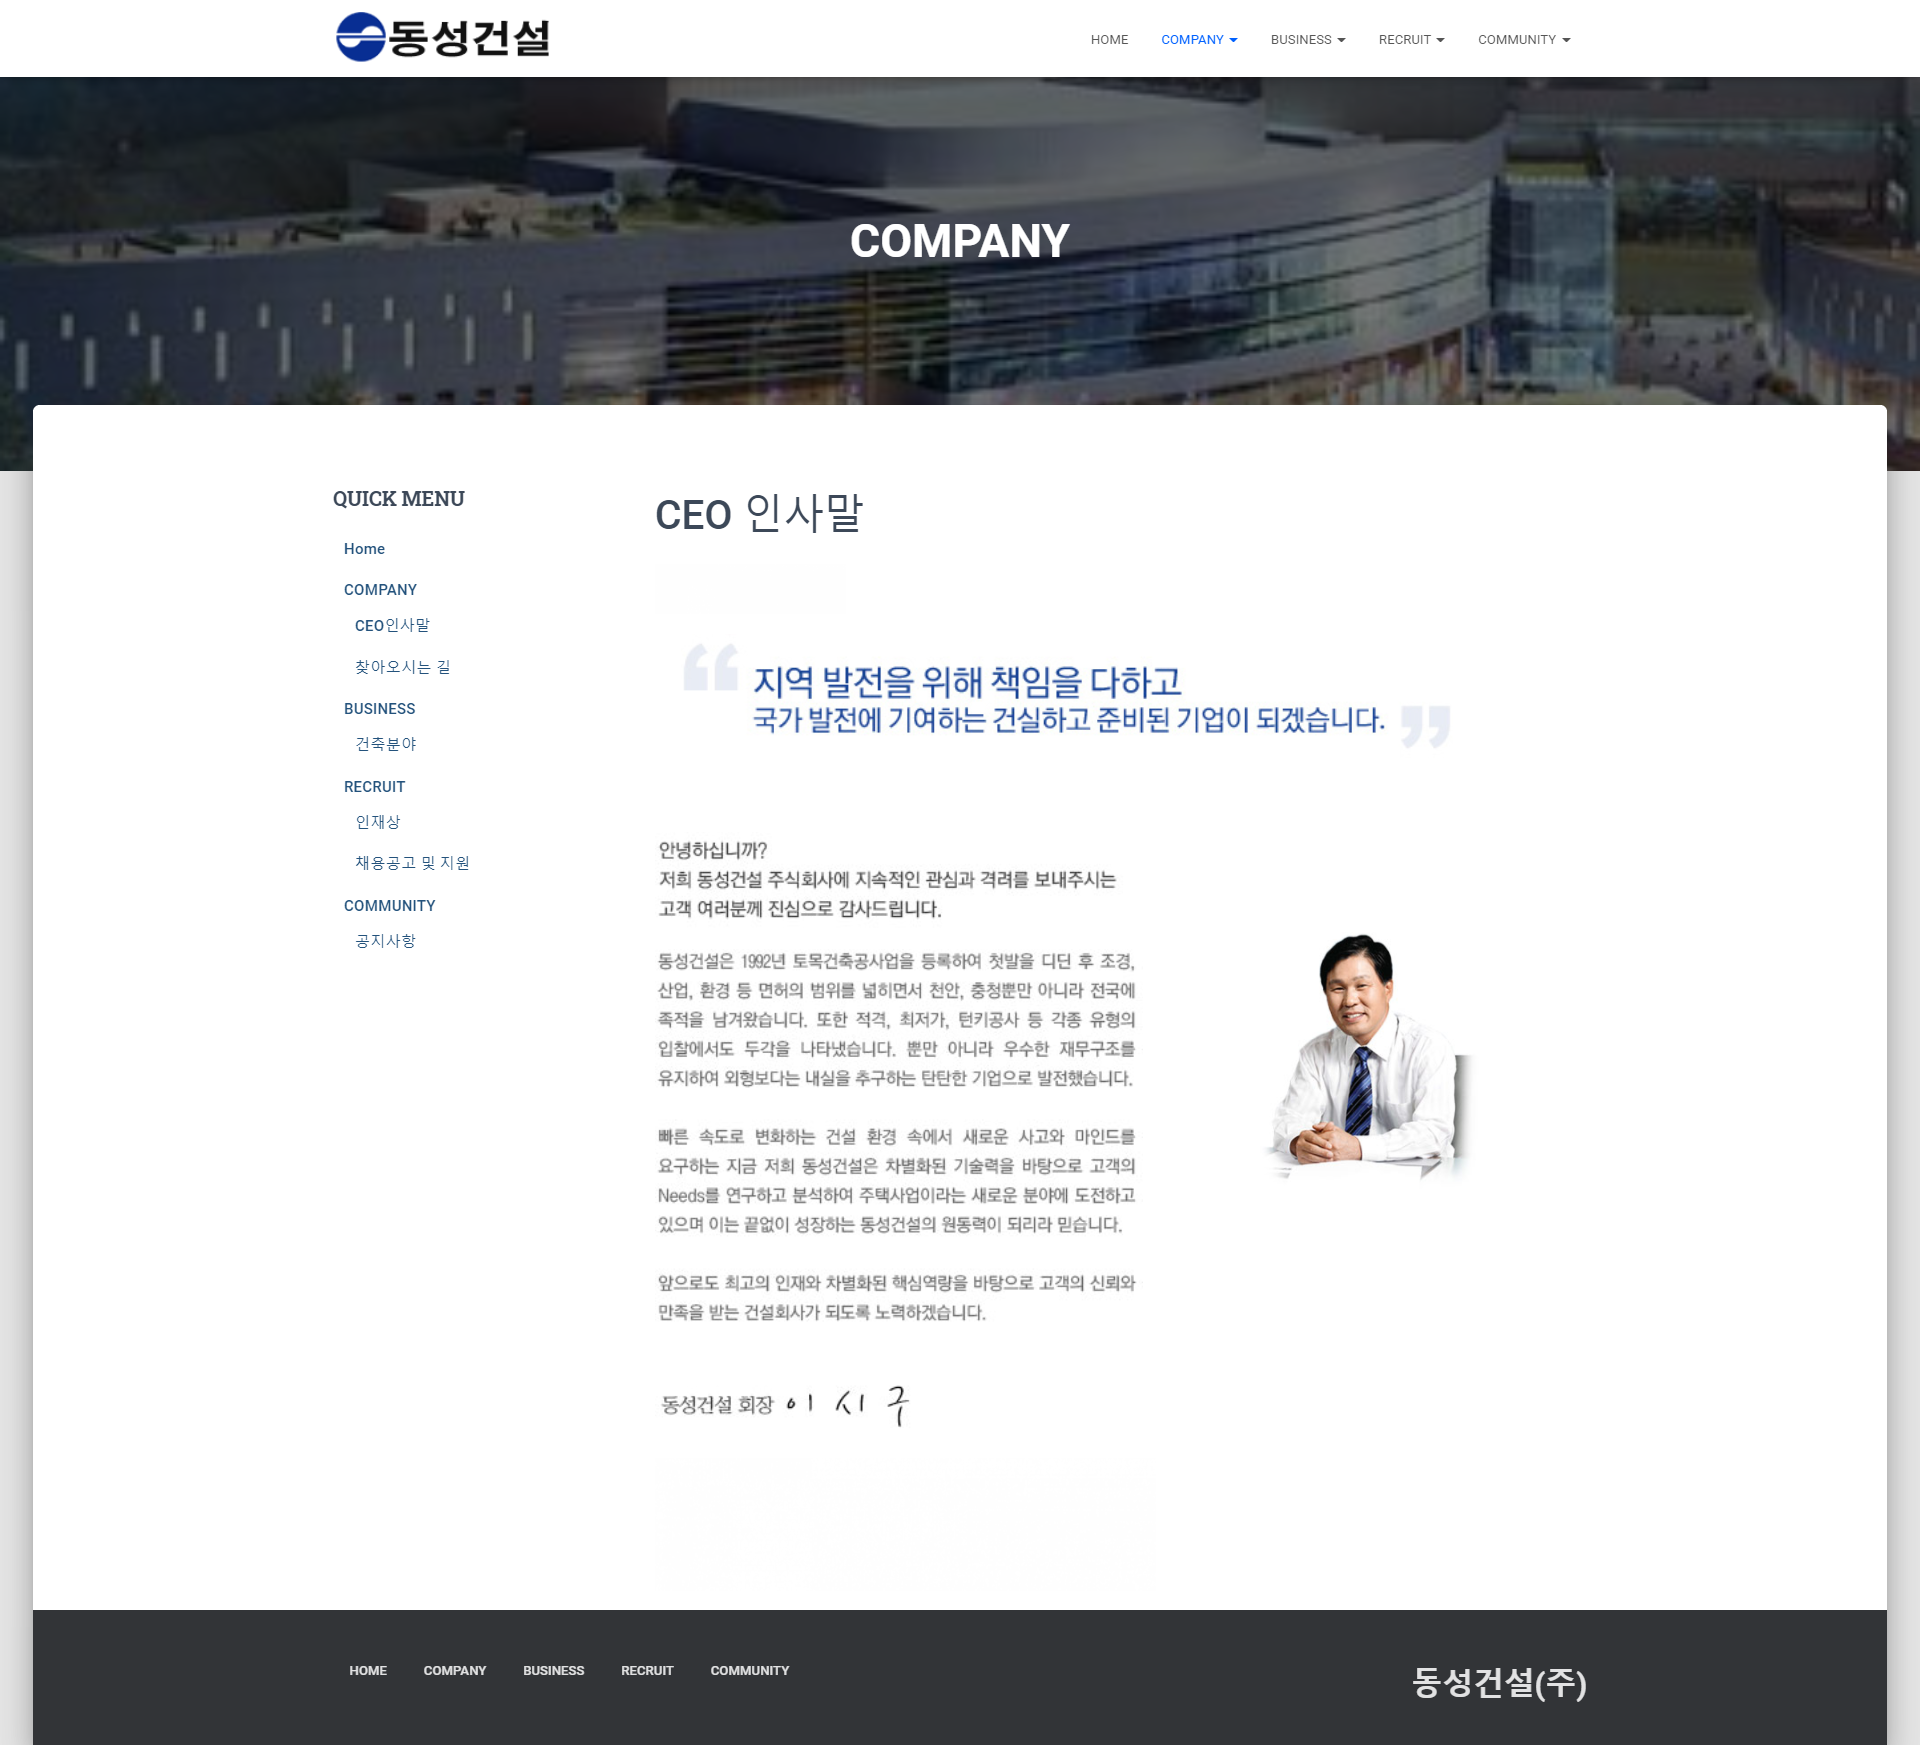 동성건설
HOME COMPANY BUSINESS RECRUIT COMMUNITY
COMPANY
QUICK MENU
Home
COMPANY
CEO인사말
찾아오시는 길
BUSINESS
건축분야
RECRUIT
인재상
채용공고 및 지원
COMMUNITY
공지사항
CEO 인사말
“ 지역 발전을 위해 책임을 다하고
국가 발전에 기여하는 건실하고 준비된 기업이 되겠습니다. ”
안녕하십니까?
저희 동성건설 주식회사에 지속적인 관심과 격려를 보내주시는
고객 여러분께 진심으로 감사드립니다.
동성건설은 1992년 토목건축공사업을 등록하여 첫발을 디딘 후 조경,
산업, 환경 등 면허의 범위를 넓히면서 천안, 충청뿐만 아니라 전국에
족적을 남겨왔습니다. 또한 적격, 최저가, 턴키공사 등 각종 유형의
입찰에서도 두각을 나타냈습니다. 뿐만 아니라 우수한 재무구조를
유지하여 외형보다는 내실을 추구하는 탄탄한 기업으로 발전했습니다.
빠른 속도로 변화하는 건설 환경 속에서 새로운 사고와 마인드를
요구하는 지금 저희 동성건설은 차별화된 기술력을 바탕으로 고객의
Needs를 연구하고 분석하여 주택사업이라는 새로운 분야에 도전하고
있으며 이는 끝없이 성장하는 동성건설의 원동력이 되리라 믿습니다.
앞으로도 최고의 인재와 차별화된 핵심역량을 바탕으로 고객의 신뢰와
만족을 받는 건설회사가 되도록 노력하겠습니다.
동성건설 회장 이 시 구
HOME COMPANY BUSINESS RECRUIT COMMUNITY
동성건설(주)